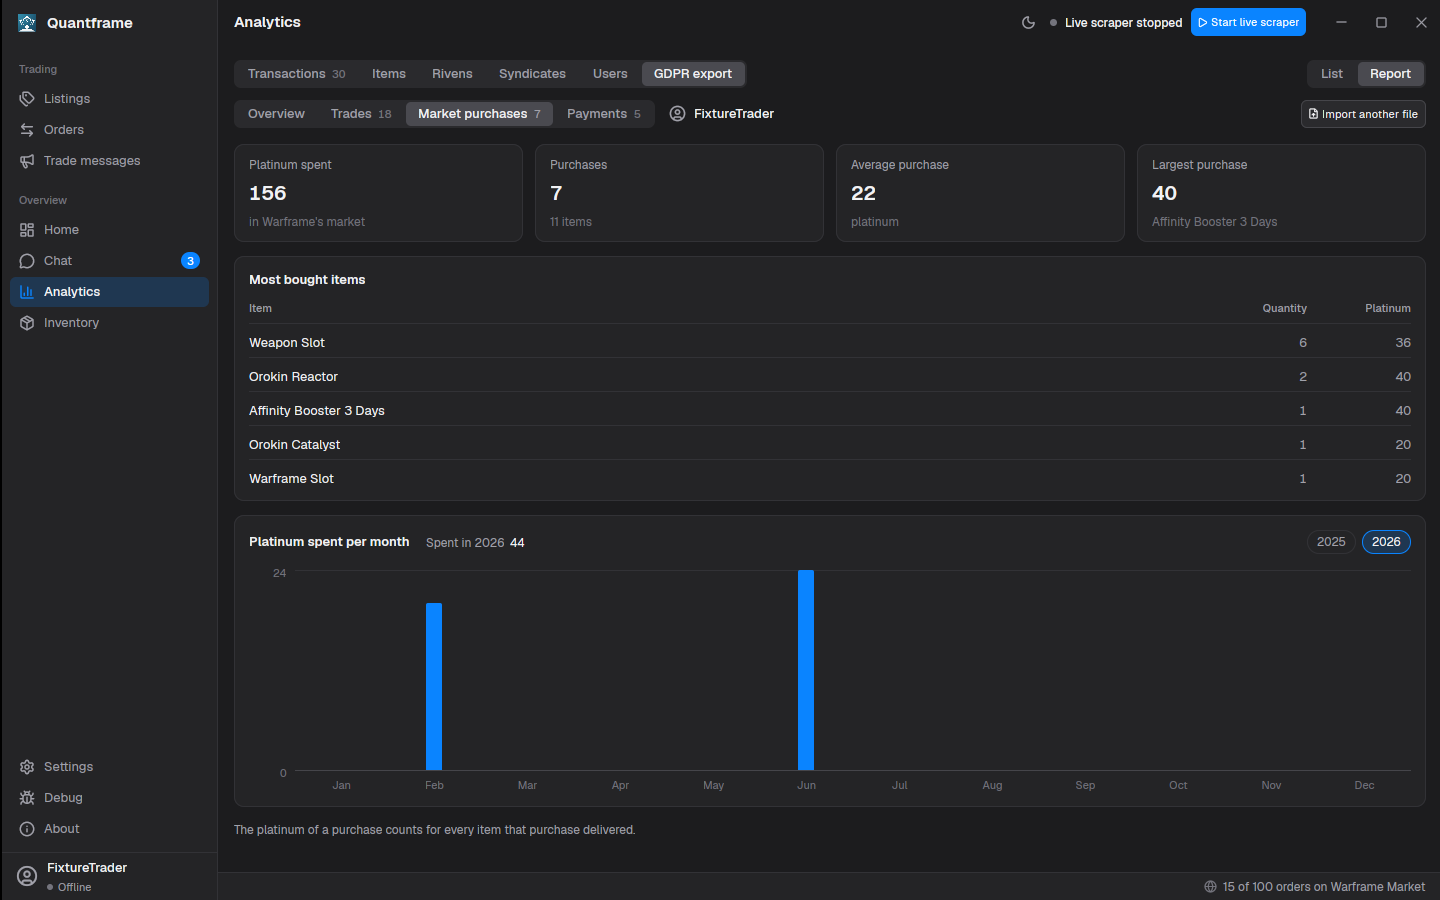 Quantframe
Trading
Listings
Orders
Trade messages
Overview
Home
Chat 3
Analytics
Inventory
Settings
Debug
About
FixtureTrader
Offline
Analytics
Live scraper stopped
Start live scraper
Transactions 30
Items
Rivens
Syndicates
Users
GDPR export
List
Report
Overview
Trades 18
Market purchases 7
Payments 5
FixtureTrader
Import another file
Platinum spent
156
in Warframe's market
Purchases
7
11 items
Average purchase
22
platinum
Largest purchase
40
Affinity Booster 3 Days
Most bought items
Item Quantity Platinum
Weapon Slot 6 36
Orokin Reactor 2 40
Affinity Booster 3 Days 1 40
Orokin Catalyst 1 20
Warframe Slot 1 20
Platinum spent per month Spent in 2026 44
2025 2026
24
0
Jan Feb Mar Apr May Jun Jul Aug Sep Oct Nov Dec
The platinum of a purchase counts for every item that purchase delivered.
15 of 100 orders on Warframe Market